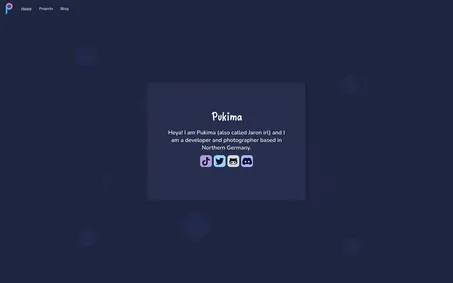 Home Projects Blog
Pukima
Heya! I am Pukima (also called Jaron irl) and I
am a developer and photographer based in
Northern Germany.